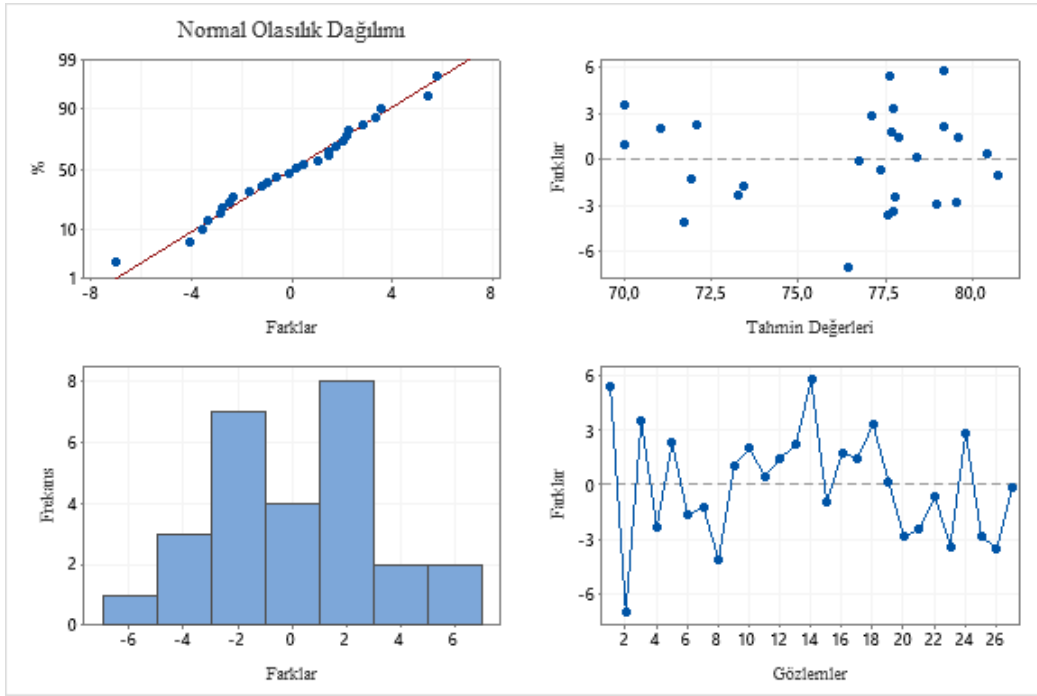 Normal Olasılık Dağılımı
99
90
50
10
1
%
-8 -4 0 4 8
Farklar
6
3
0
-3
-6
Farklar
70,0 72,5 75,0 77,5 80,0
Tahmin Değerleri
8
6
4
2
0
Frekans
-6 -4 -2 0 2 4 6
Farklar
6
3
0
-3
-6
Farklar
2 4 6 8 10 12 14 16 18 20 22 24 26
Gözlemler